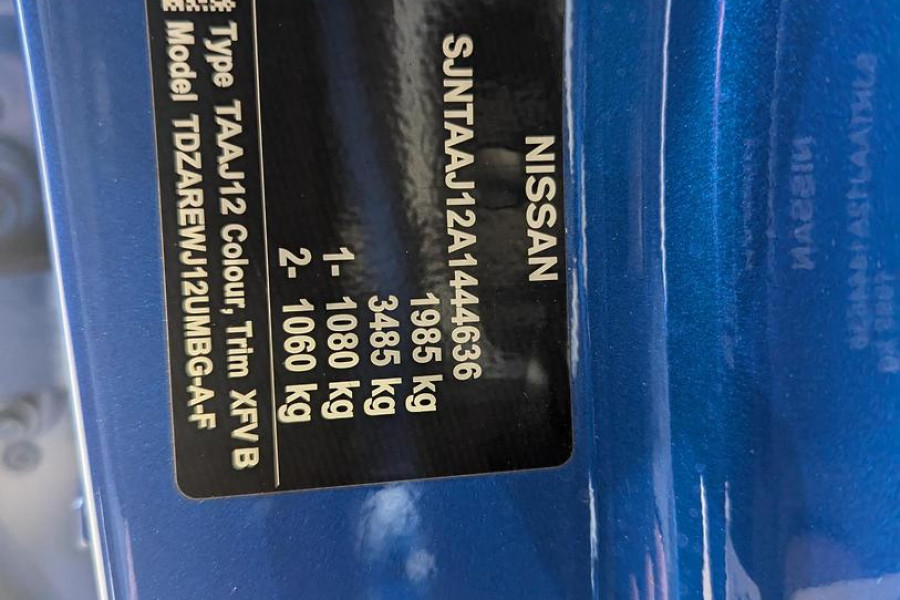 NISSAN
SJNTAAJ12A1444636
1985 kg
3485 kg
1- 1080 kg
2- 1060 kg
Type TAAJ12 Colour, Trim XFV B
Model TDZAREWJ12UMBG-A-F